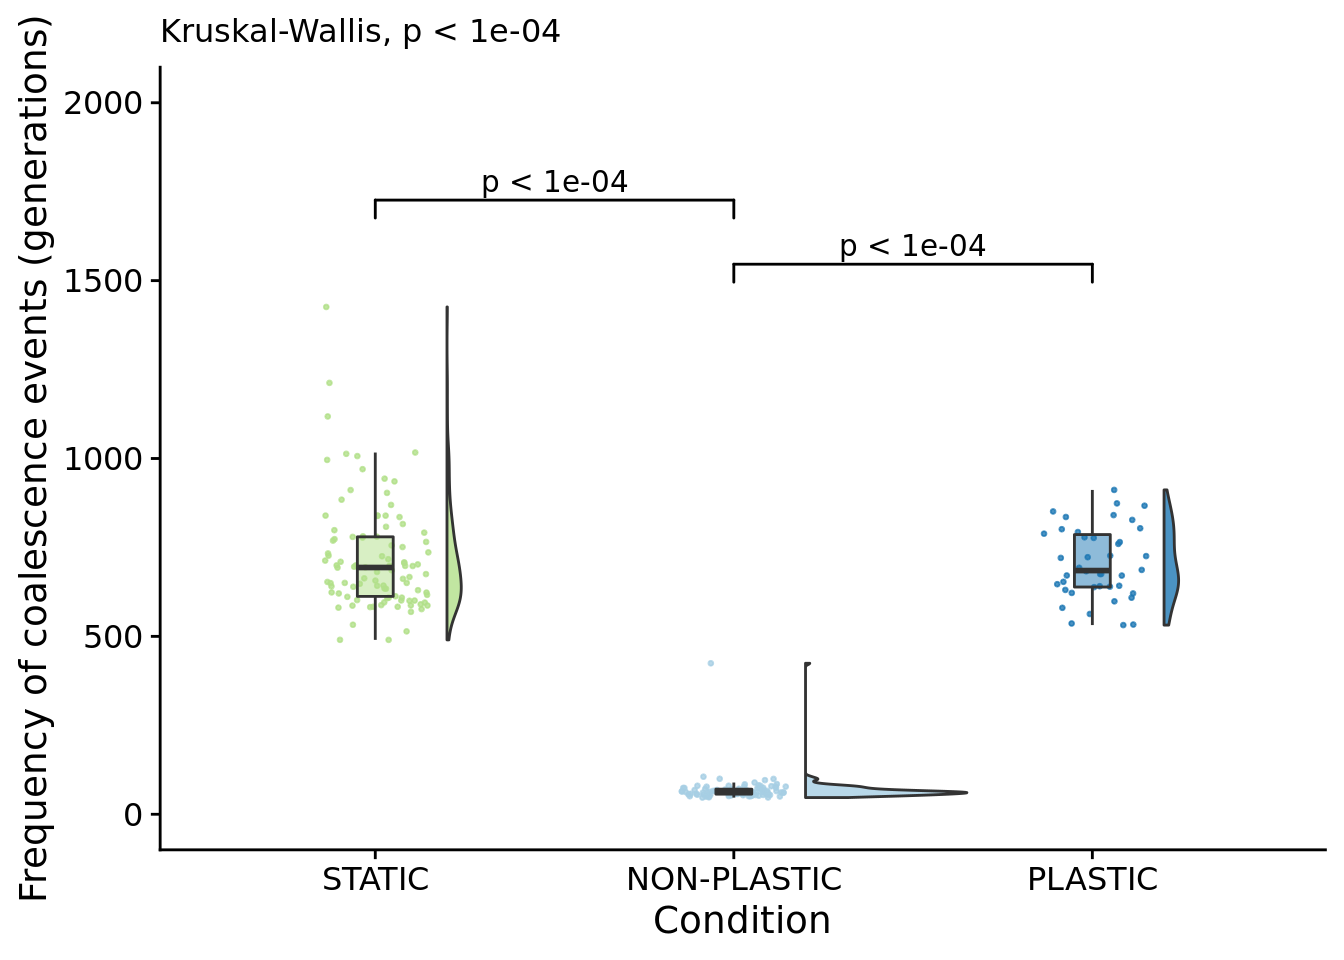 Kruskal-Wallis, p < 1e-04
Frequency of coalescence events (generations)
2000
1500
1000
500
0
p < 1e-04
p < 1e-04
STATIC
NON-PLASTIC
PLASTIC
Condition